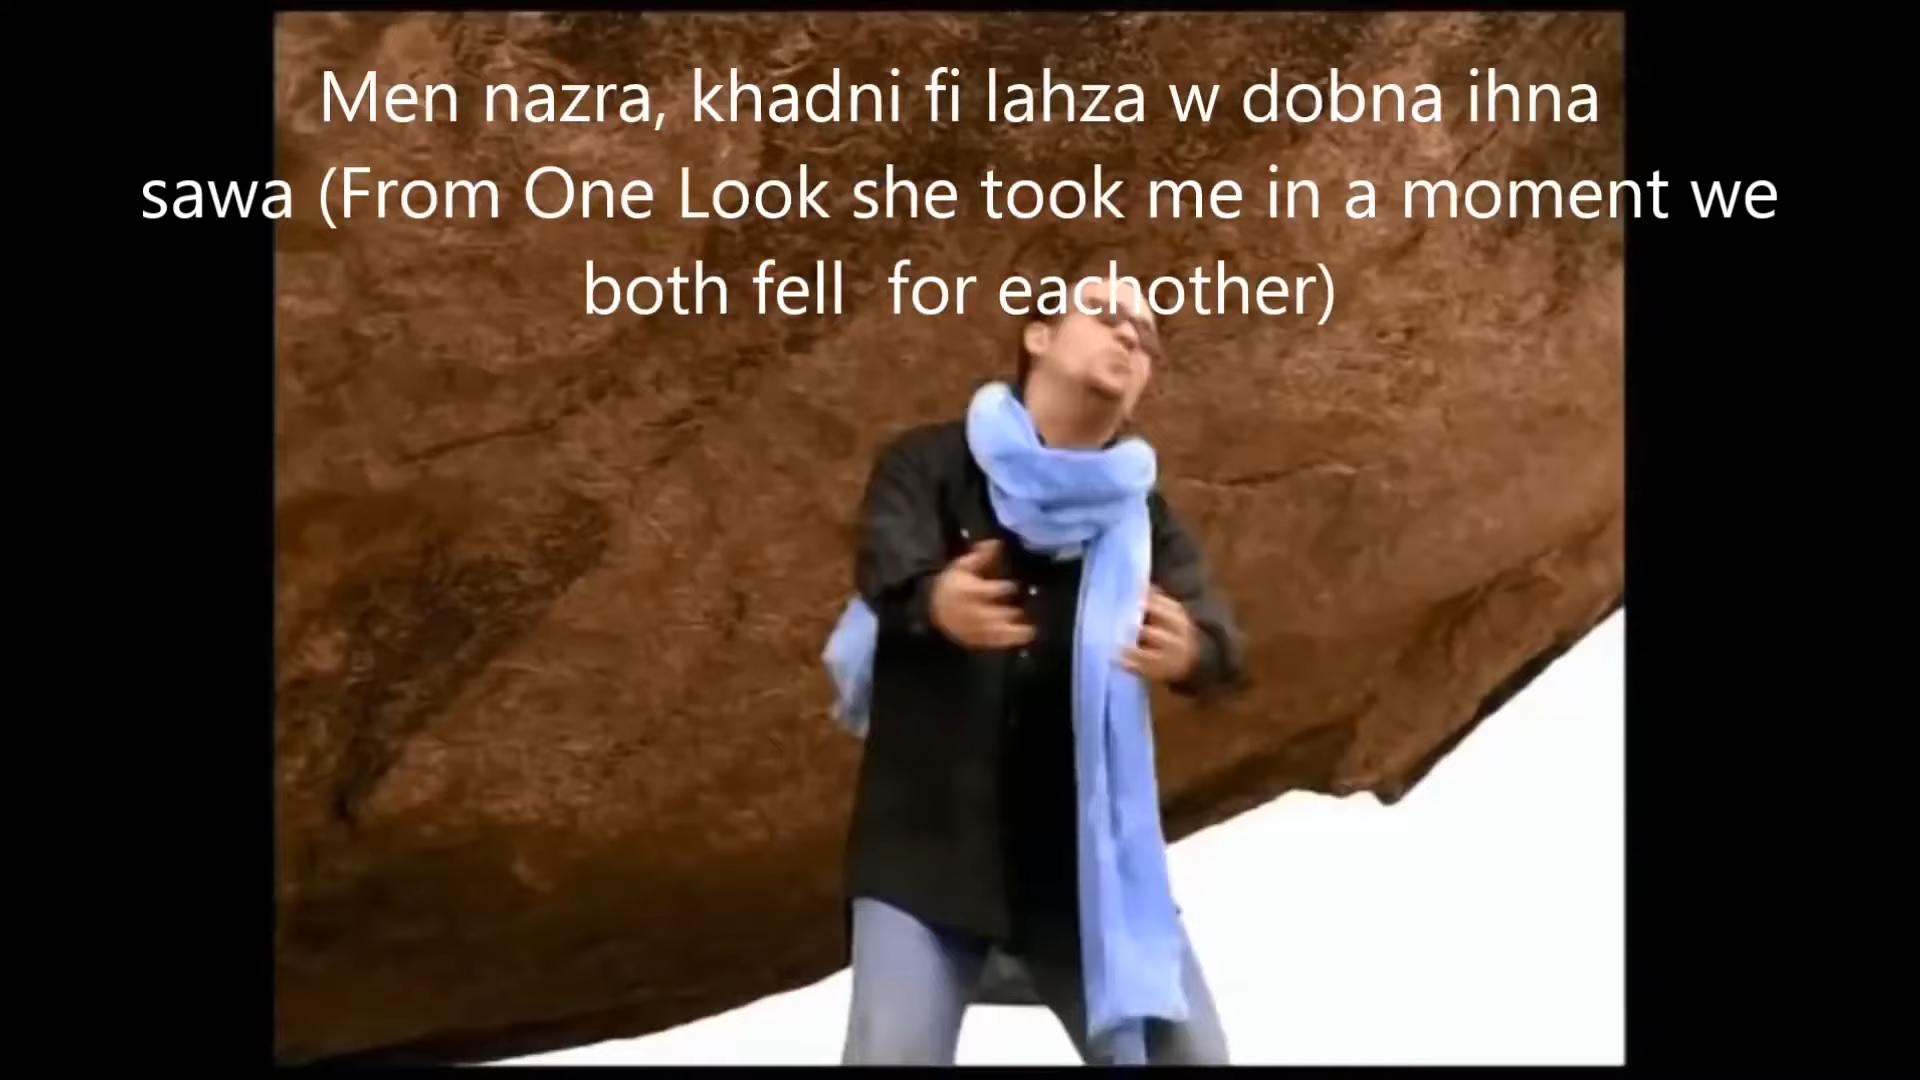 Men nazra, khadni fi lahza w dobna ihna
sawa (From One Look she took me in a moment we
both fell  for eachother)